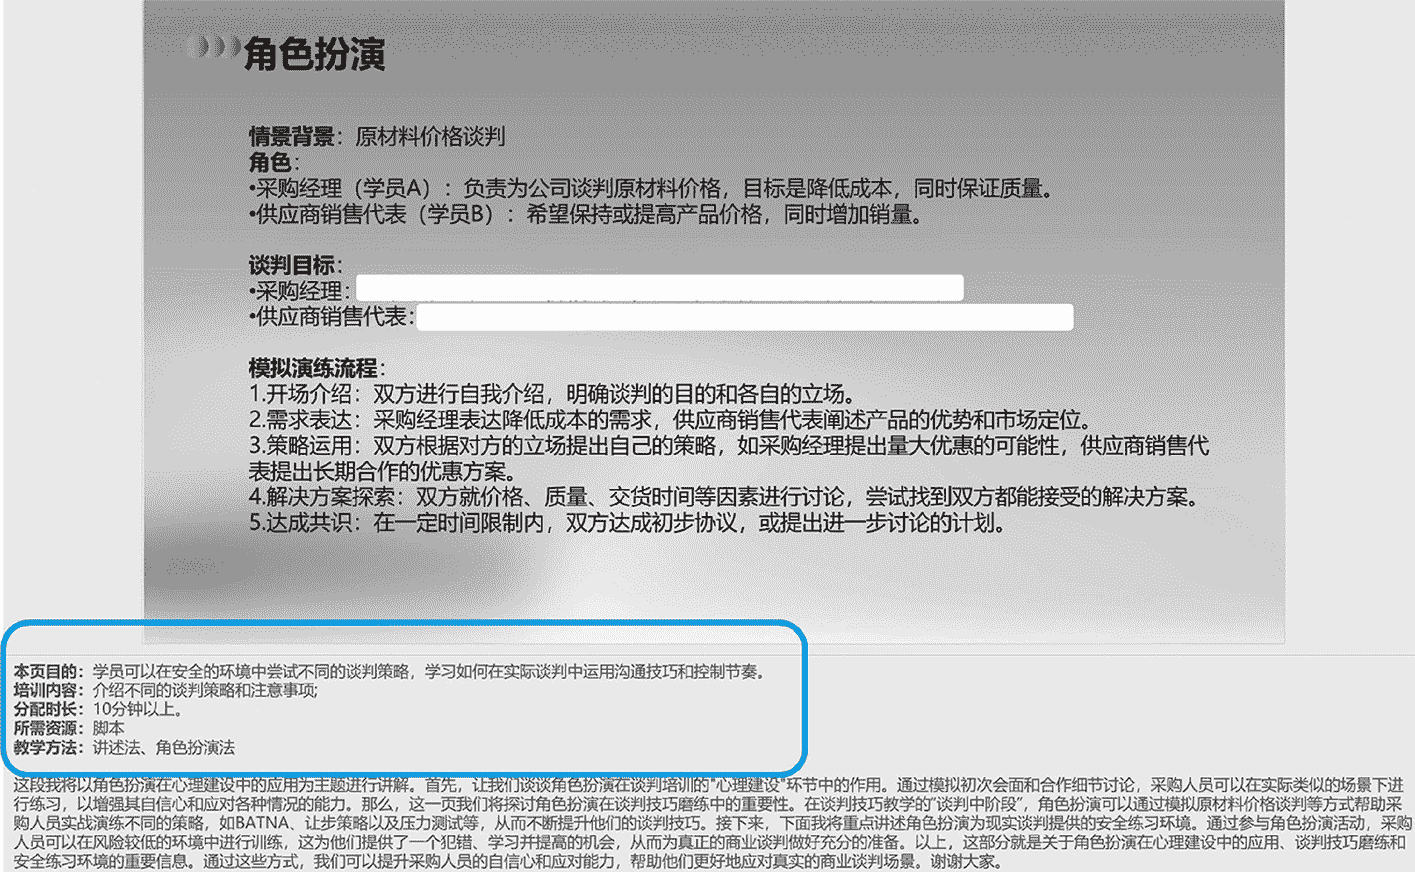 角色扮演
情景背景：原材料价格谈判
角色：
•采购经理（学员A）：负责为公司谈判原材料价格，目标是降低成本，同时保证质量。
•供应商销售代表（学员B）：希望保持或提高产品价格，同时增加销量。
谈判目标：
•采购经理：
•供应商销售代表：
模拟演练流程：
1.开场介绍：双方进行自我介绍，明确谈判的目的和各自的立场。
2.需求表达：采购经理表达降低成本的需求，供应商销售代表阐述产品的优势和市场定位。
3.策略运用：双方根据对方的立场提出自己的策略，如采购经理提出量大优惠的可能性，供应商销售代
表提出长期合作的优惠方案。
4.解决方案探索：双方就价格、质量、交货时间等因素进行讨论，尝试找到双方都能接受的解决方案。
5.达成共识：在一定时间限制内，双方达成初步协议，或提出进一步讨论的计划。
本页目的：学员可以在安全的环境中尝试不同的谈判策略，学习如何在实际谈判中运用沟通技巧和控制节奏。
培训内容：介绍不同的谈判策略和注意事项;
分配时长：10分钟以上。
所需资源：脚本
教学方法：讲述法、角色扮演法
这段我将以角色扮演在心理建设中的应用为主题进行讲解。首先，让我们谈谈角色扮演在谈判培训的"心理建设"环节中的作用。通过模拟初次会面和合作细节讨论，采购人员可以在实际类似的场景下进
行练习，以增强其自信心和应对各种情况的能力。那么，这一页我们将探讨角色扮演在谈判技巧磨练中的重要性。在谈判技巧教学的"谈判中阶段"，角色扮演可以通过模拟原材料价格谈判等方式帮助采
购人员实战演练不同的策略，如BATNA、让步策略以及压力测试等，从而不断提升他们的谈判技巧。接下来，下面我将重点讲述角色扮演为现实谈判提供的安全练习环境。通过参与角色扮演活动，采购
人员可以在风险较低的环境中进行训练，这为他们提供了一个犯错、学习并提高的机会，从而为真正的商业谈判做好充分的准备。以上，这部分就是关于角色扮演在心理建设中的应用、谈判技巧磨练和
安全练习环境的重要信息。通过这些方式，我们可以提升采购人员的自信心和应对能力，帮助他们更好地应对真实的商业谈判场景。谢谢大家。